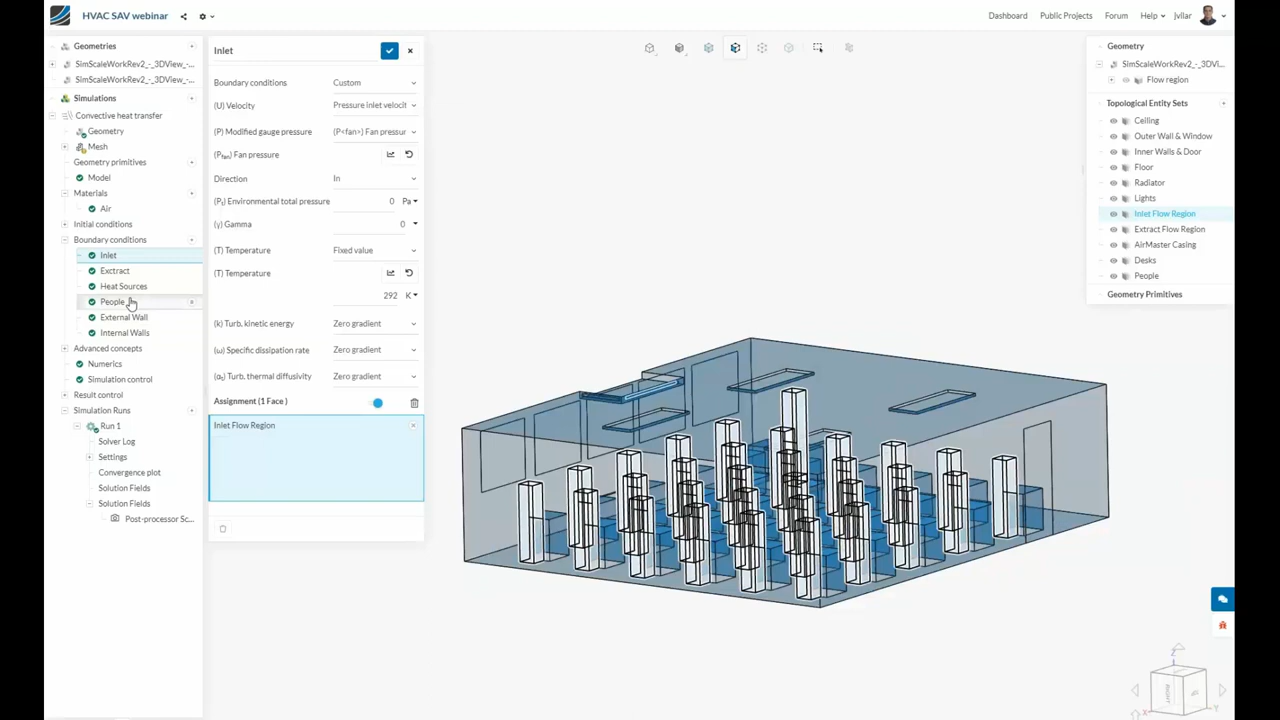 HVAC SAV webinar
Dashboard Public Projects Forum Help jvllar
Geometries
SimScaleWorkRev2_-_3DView_-...
SimScaleWorkRev2_-_3DView_-...
Simulations
Convective heat transfer
Geometry
Mesh
Geometry primitives
Model
Materials
Air
Initial conditions
Boundary conditions
Inlet
Exctract
Heat Sources
People
External Wall
Internal Walls
Advanced concepts
Numerics
Simulation control
Result control
Simulation Runs
Run 1
Solver Log
Settings
Convergence plot
Solution Fields
Solution Fields
Post-processor Sc...
Inlet
Boundary conditions Custom
(U) Velocity Pressure inlet velocit
(P) Modified gauge pressure (P<fan>) Fan pressur
(Pfan) Fan pressure
Direction In
(Pt) Environmental total pressure 0 Pa
(γ) Gamma 0
(T) Temperature Fixed value
(T) Temperature
292 K
(k) Turb. kinetic energy Zero gradient
(ω) Specific dissipation rate Zero gradient
(αt) Turb. thermal diffusivity Zero gradient
Assignment (1 Face )
Inlet Flow Region
Geometry
SimScaleWorkRev2_-_3DVi...
Flow region
Topological Entity Sets
Ceiling
Outer Wall & Window
Inner Walls & Door
Floor
Radiator
Lights
Inlet Flow Region
Extract Flow Region
AirMaster Casing
Desks
People
Geometry Primitives
Z
RIGHT
X
Y